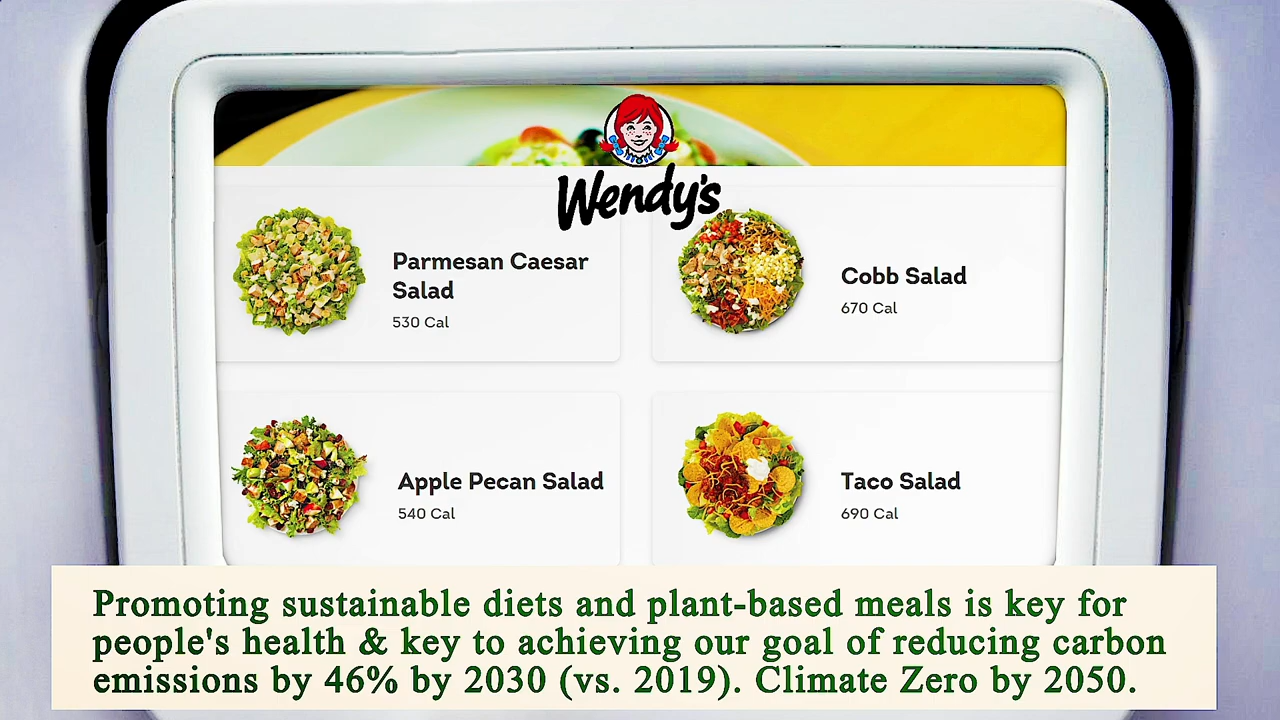 Wendy's
Parmesan Caesar
Salad
530 Cal
Cobb Salad
670 Cal
Apple Pecan Salad
540 Cal
Taco Salad
690 Cal
Promoting sustainable diets and plant-based meals is key for
people's health & key to achieving our goal of reducing carbon
emissions by 46% by 2030 (vs. 2019). Climate Zero by 2050.